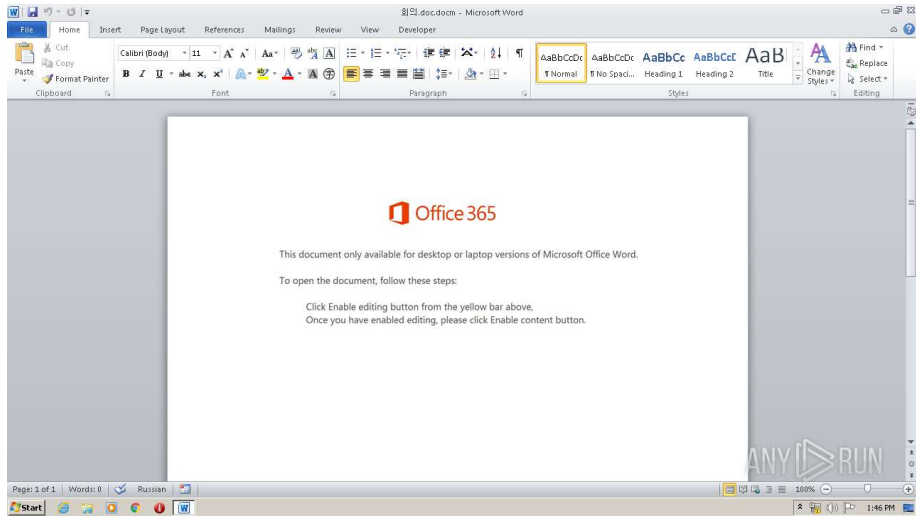 회의.doc.docm - Microsoft Word
File Home Insert Page Layout References Mailings Review View Developer
Cut
Copy
Format Painter
Paste
Clipboard
Calibri (Body) 11
Font
Paragraph
AaBbCcDc AaBbCcDc AaBbCc AaBbCcD AaB
¶ Normal ¶ No Spaci... Heading 1 Heading 2 Title
Change Styles
Styles
Find
Replace
Select
Editing
Office 365
This document only available for desktop or laptop versions of Microsoft Office Word.
To open the document, follow these steps:
Click Enable editing button from the yellow bar above,
Once you have enabled editing, please click Enable content button.
ANY RUN
Page: 1 of 1 Words: 0 Russian 100%
Start 1:46 PM